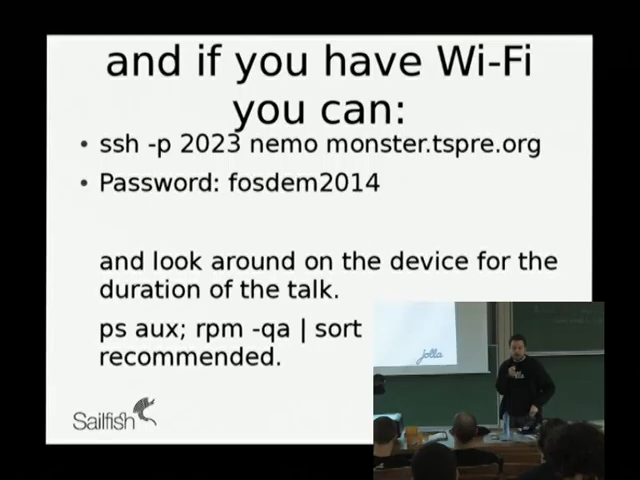 and if you have Wi-Fi
you can:
• ssh -p 2023 nemo monster.tspre.org
• Password: fosdem2014
and look around on the device for the
duration of the talk.
ps aux; rpm -qa | sort
recommended.
Sailfish
jolla